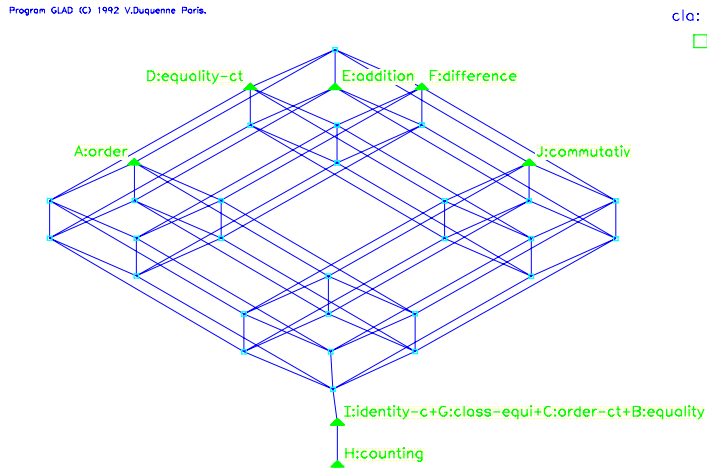 Program GLAD (C) 1992 V.Duquenne Paris.
cla:
D:equality-ct E:addition F:difference
A:order J:commutativ
I:identity-c+G:class-equi+C:order-ct+B:equality
H:counting